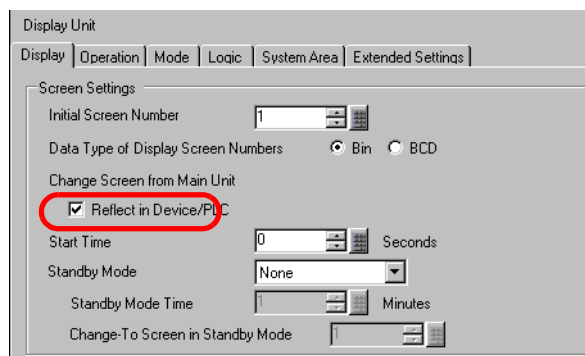 Display Unit
Display Operation Mode Logic System Area Extended Settings
Screen Settings
Initial Screen Number 1
Data Type of Display Screen Numbers Bin BCD
Change Screen from Main Unit
Reflect in Device/PLC
Start Time 0 Seconds
Standby Mode None
Standby Mode Time 1 Minutes
Change-To Screen in Standby Mode 1